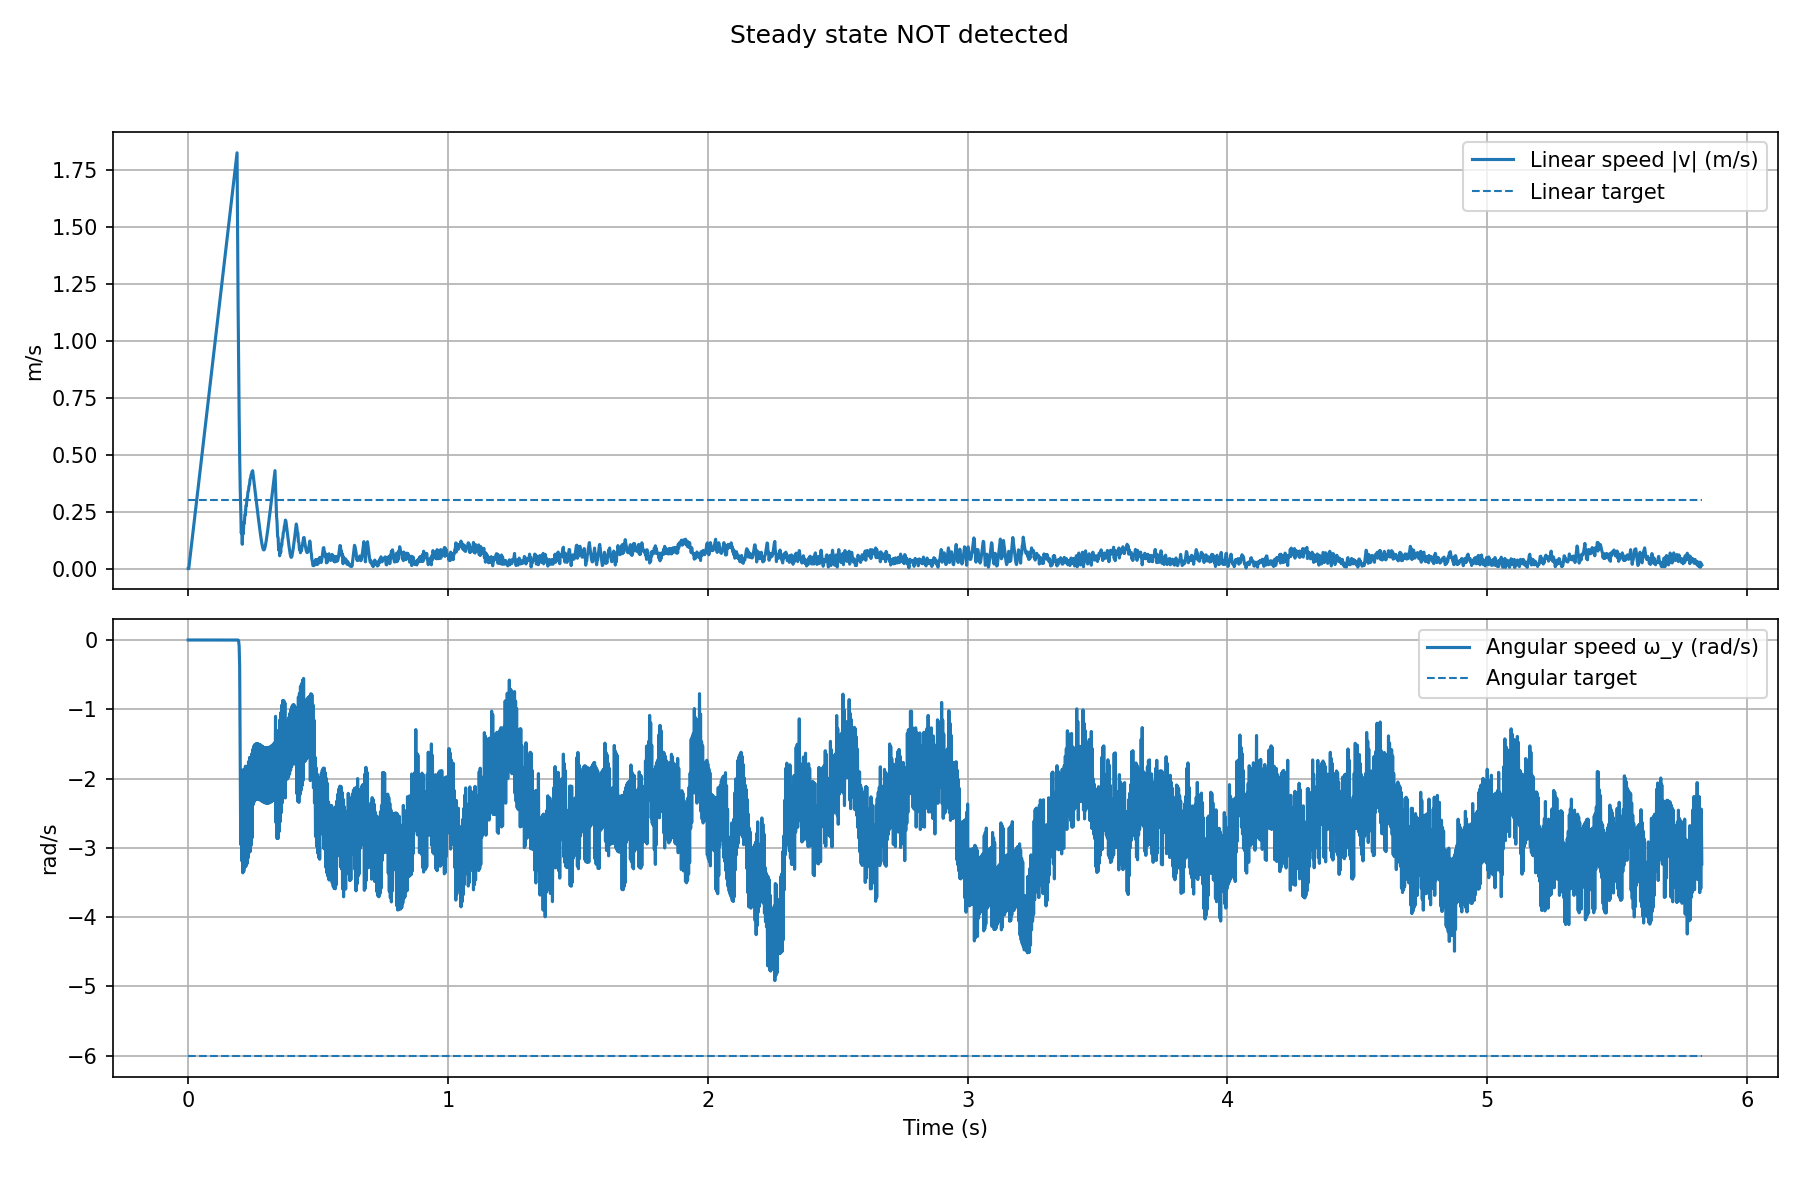 Steady state NOT detected
1.75
1.50
1.25
1.00
0.75
0.50
0.25
0.00
m/s
Linear speed |v| (m/s)
Linear target
0
−1
−2
−3
−4
−5
−6
rad/s
Angular speed ω_y (rad/s)
Angular target
0 1 2 3 4 5 6
Time (s)